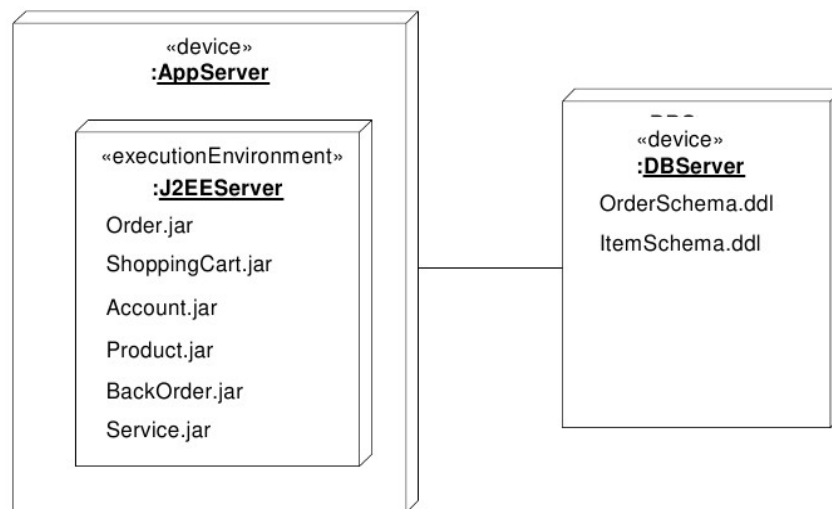 «device»
:AppServer
«executionEnvironment»
:J2EEServer
Order.jar
ShoppingCart.jar
Account.jar
Product.jar
BackOrder.jar
Service.jar
«device»
:DBServer
OrderSchema.ddl
ItemSchema.ddl